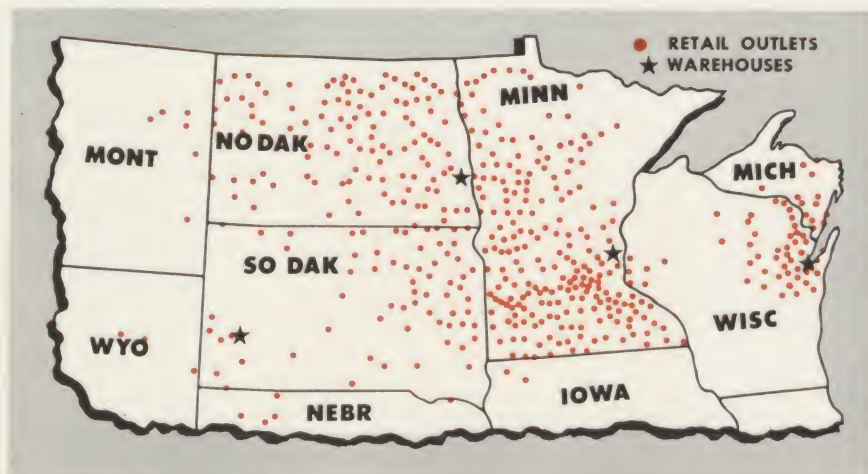 RETAIL OUTLETS
WAREHOUSES
MINN
NO DAK
MONT
MICH
SO DAK
WISC
WYO
IOWA
NEBR